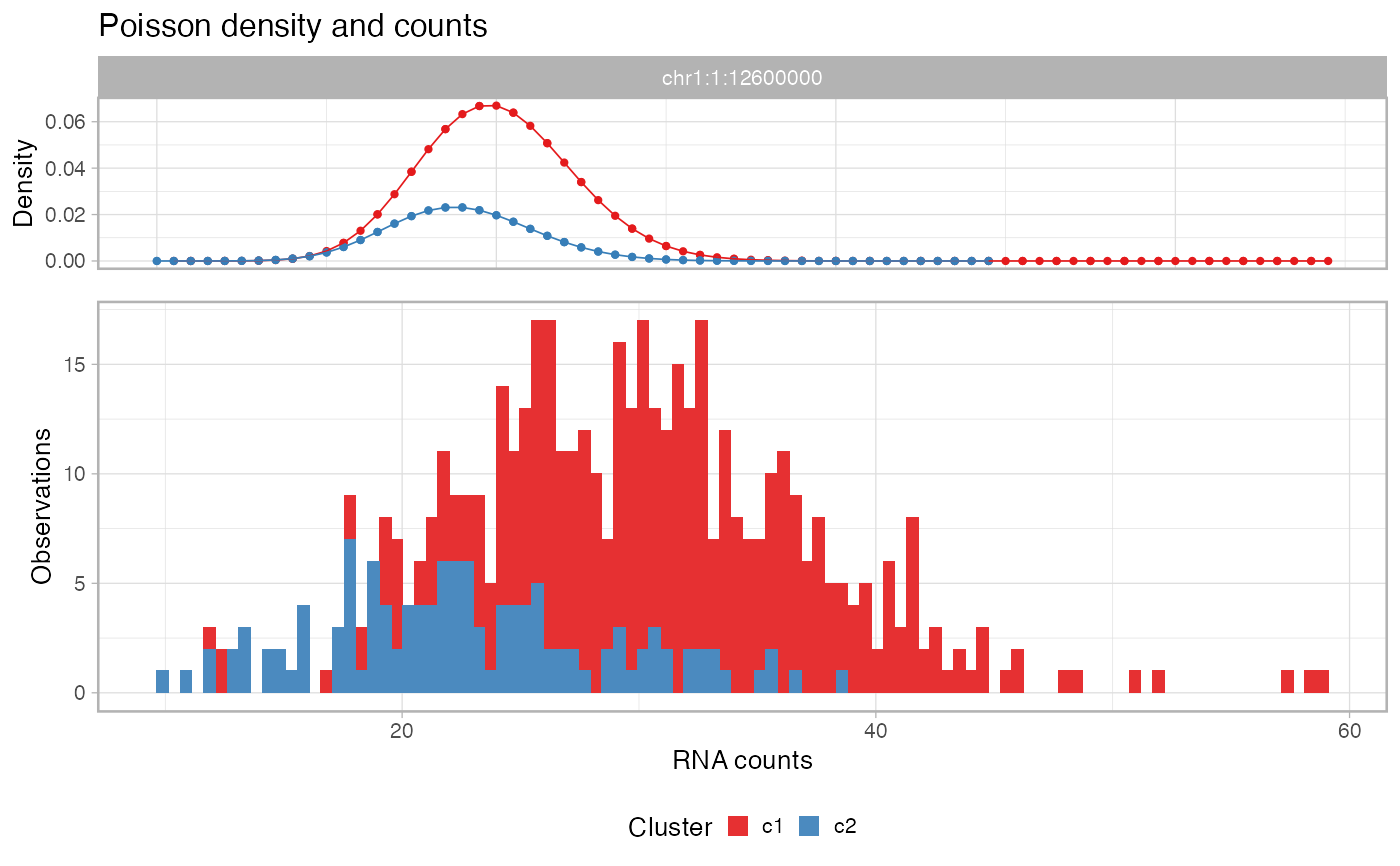 Poisson density and counts
chr1:1:12600000
Density
0.06
0.04
0.02
0.00
Observations
15
10
5
0
20 40 60
RNA counts
Cluster c1 c2